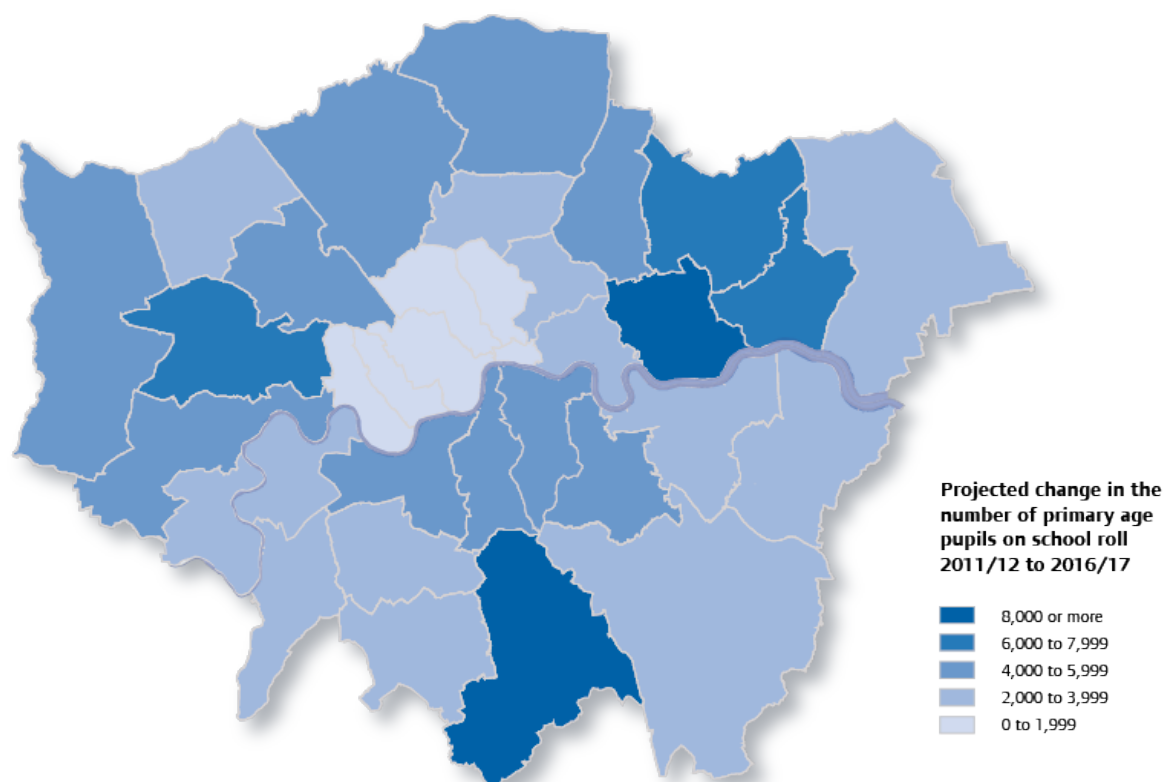 Projected change in the
number of primary age
pupils on school roll
2011/12 to 2016/17
8,000 or more
6,000 to 7,999
4,000 to 5,999
2,000 to 3,999
0 to 1,999